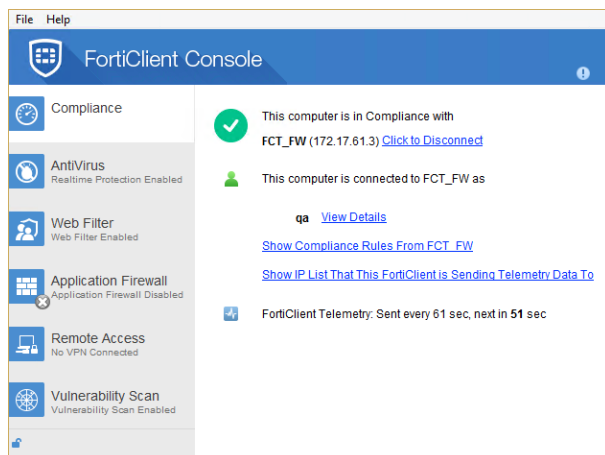 File Help
FortiClient Console
Compliance
AntiVirus
Realtime Protection Enabled
Web Filter
Web Filter Enabled
Application Firewall
Application Firewall Disabled
Remote Access
No VPN Connected
Vulnerability Scan
Vulnerability Scan Enabled
This computer is in Compliance with
FCT_FW (172.17.61.3) Click to Disconnect
This computer is connected to FCT_FW as
qa View Details
Show Compliance Rules From FCT_FW
Show IP List That This FortiClient is Sending Telemetry Data To
FortiClient Telemetry: Sent every 61 sec, next in 51 sec